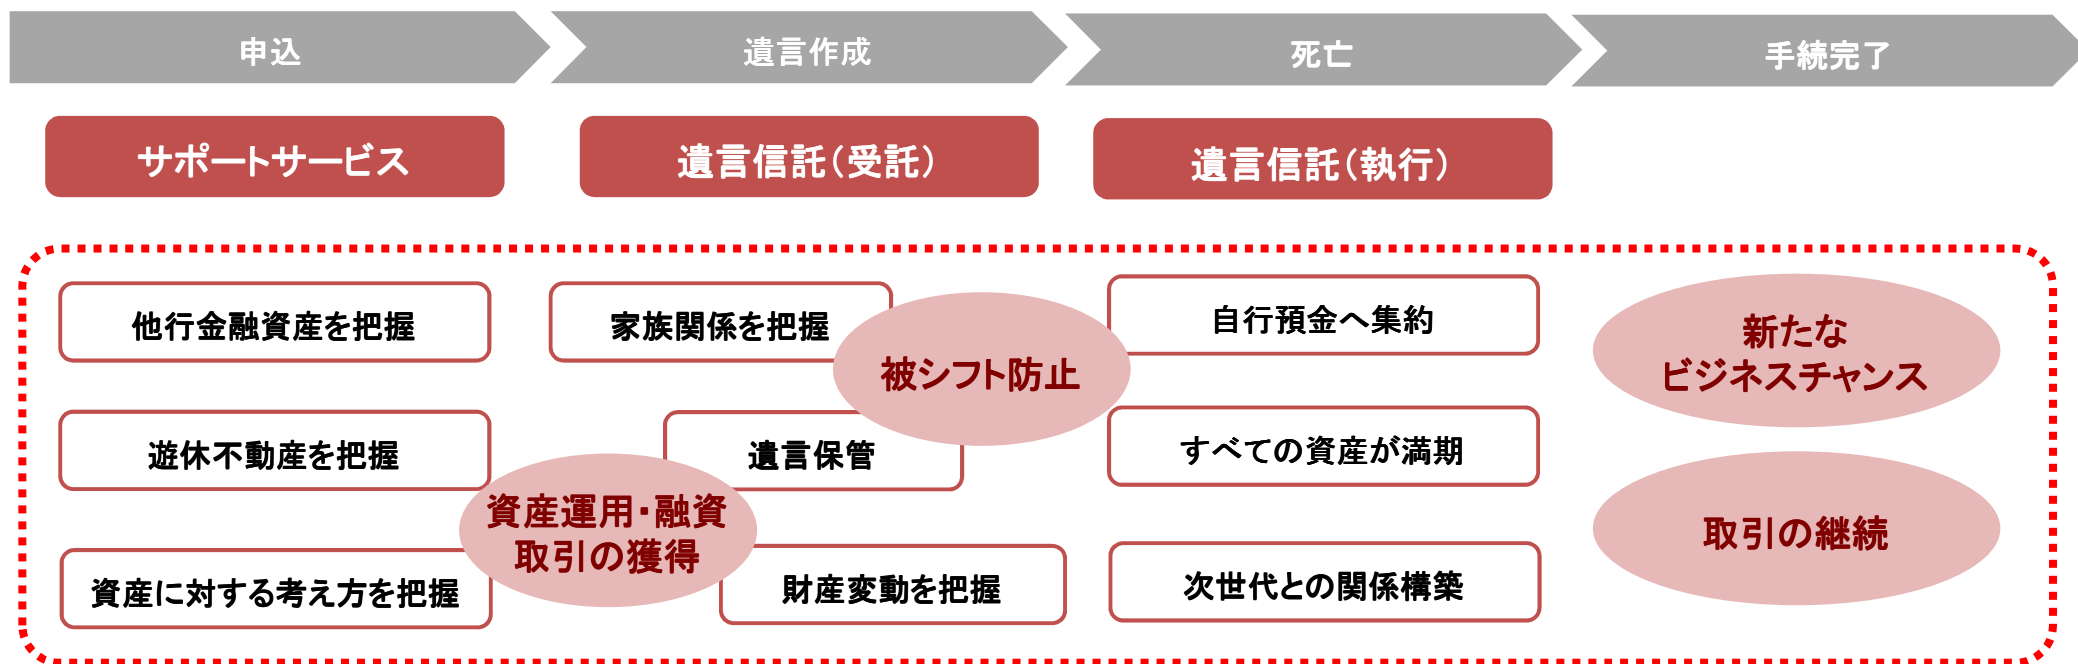 申込
遺言作成
死亡
手続完了
サポートサービス
遺言信託(受託)
遺言信託(執行)
他行金融資産を把握
遊休不動産を把握
資産に対する考え方を把握
資産運用・融資
取引の獲得
家族関係を把握
遺言保管
財産変動を把握
被シフト防止
自行預金へ集約
すべての資産が満期
次世代との関係構築
新たな
ビジネスチャンス
取引の継続